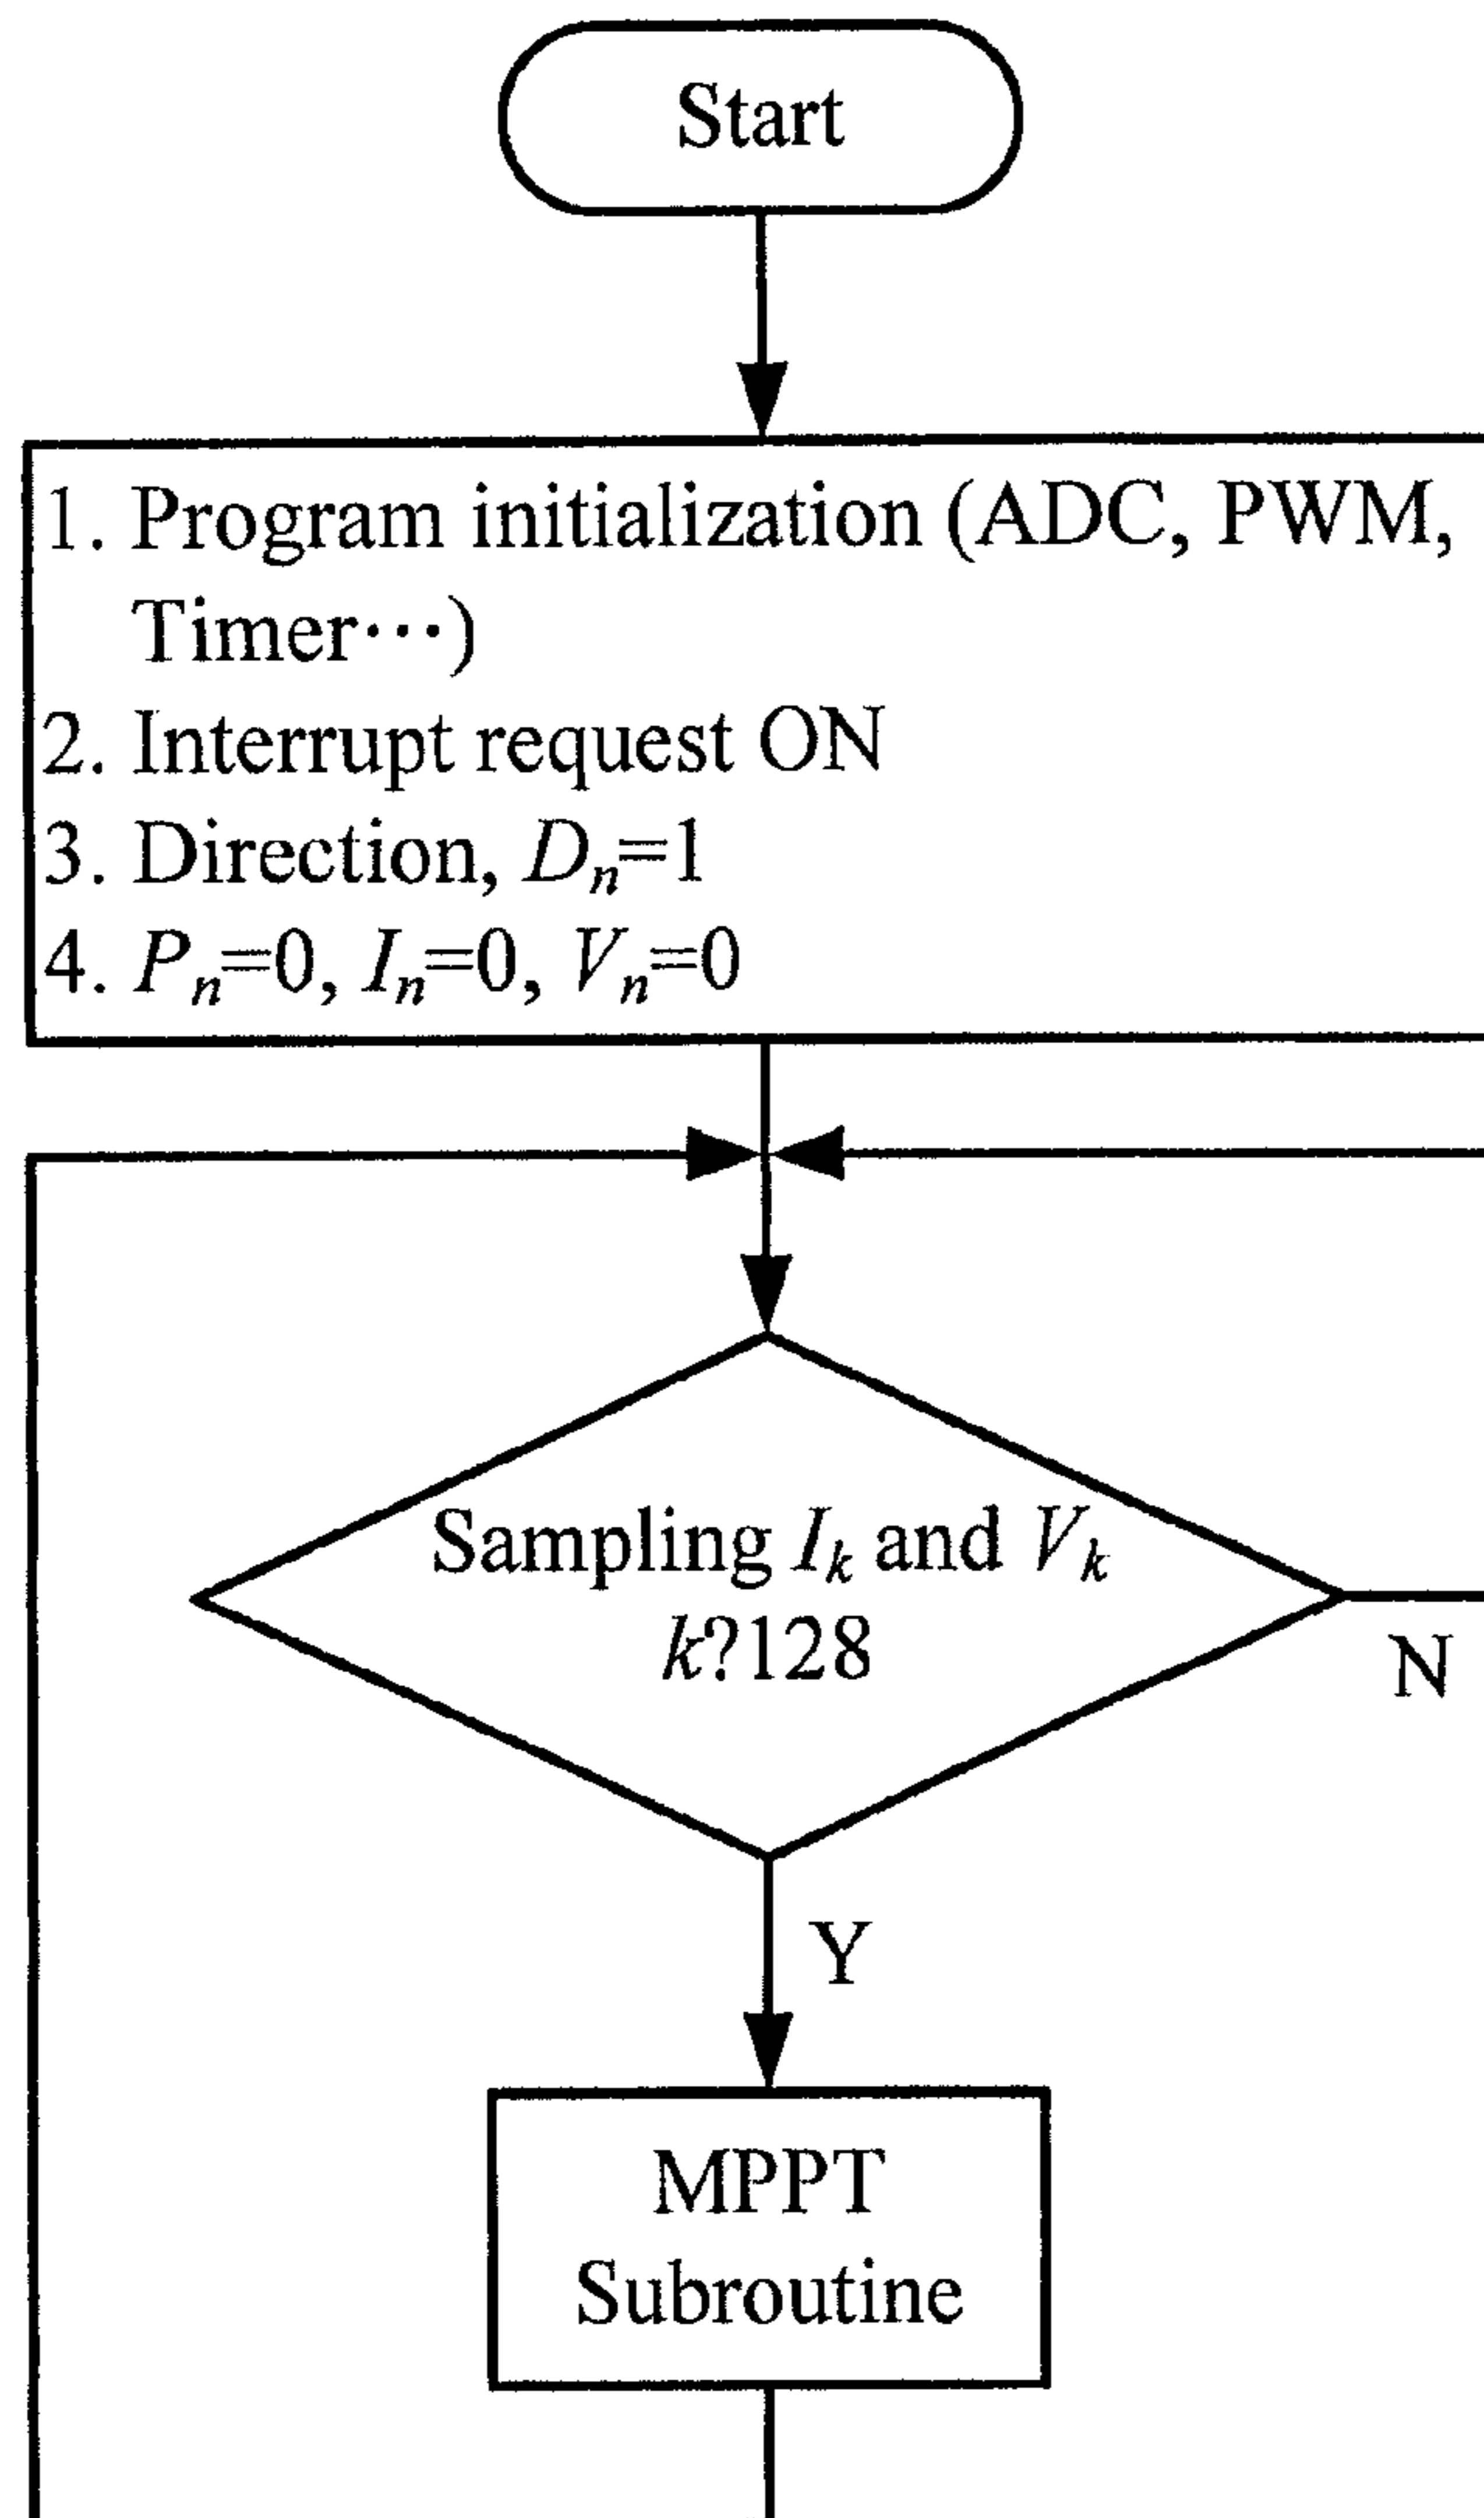 Start
1. Program initialization (ADC, PWM,
Timer···)
2. Interrupt request ON
3. Direction, Dₙ=1
4. Pₙ=0, Iₙ=0, Vₙ=0
Sampling Iₖ and Vₖ
k?128
N
Y
MPPT
Subroutine